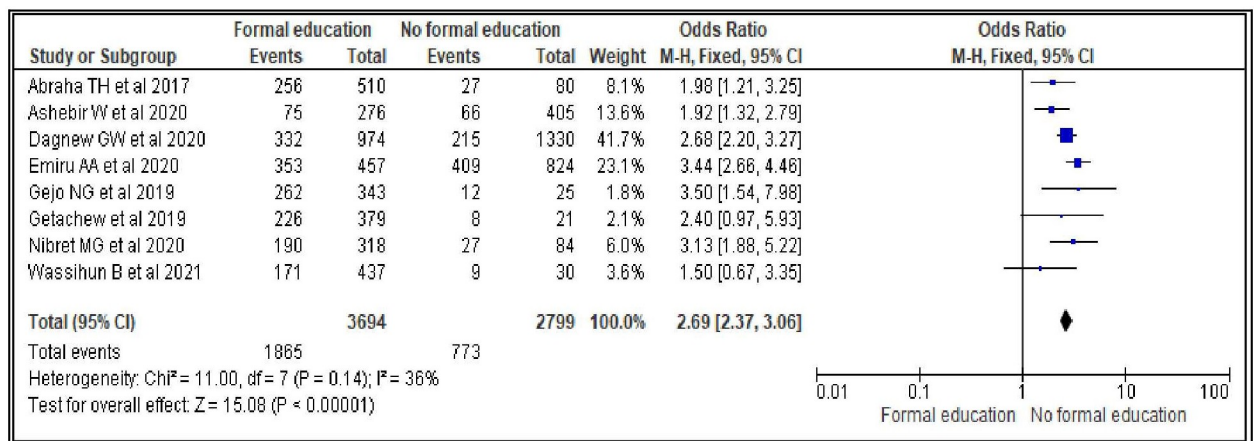 Formal education No formal education Odds Ratio Odds Ratio
Study or Subgroup Events Total Events Total Weight M-H, Fixed, 95% CI M-H, Fixed, 95% CI
Abraha TH et al 2017 256 510 27 80 8.1% 1.98 [1.21, 3.25]
Ashebir W et al 2020 75 276 66 405 13.6% 1.92 [1.32, 2.79]
Dagnew GW et al 2020 332 974 215 1330 41.7% 2.68 [2.20, 3.27]
Emiru AA et al 2020 353 457 409 824 23.1% 3.44 [2.66, 4.46]
Gejo NG et al 2019 262 343 12 25 1.8% 3.50 [1.54, 7.98]
Getachew et al 2019 226 379 8 21 2.1% 2.40 [0.97, 5.93]
Nibret MG et al 2020 190 318 27 84 6.0% 3.13 [1.88, 5.22]
Wassihun B et al 2021 171 437 9 30 3.6% 1.50 [0.67, 3.35]
Total (95% CI) 3694 2799 100.0% 2.69 [2.37, 3.06]
Total events 1865 773
Heterogeneity: Chi² = 11.00, df = 7 (P = 0.14); I² = 36%
Test for overall effect: Z = 15.08 (P < 0.00001)
0.01 0.1 1 10 100
Formal education No formal education